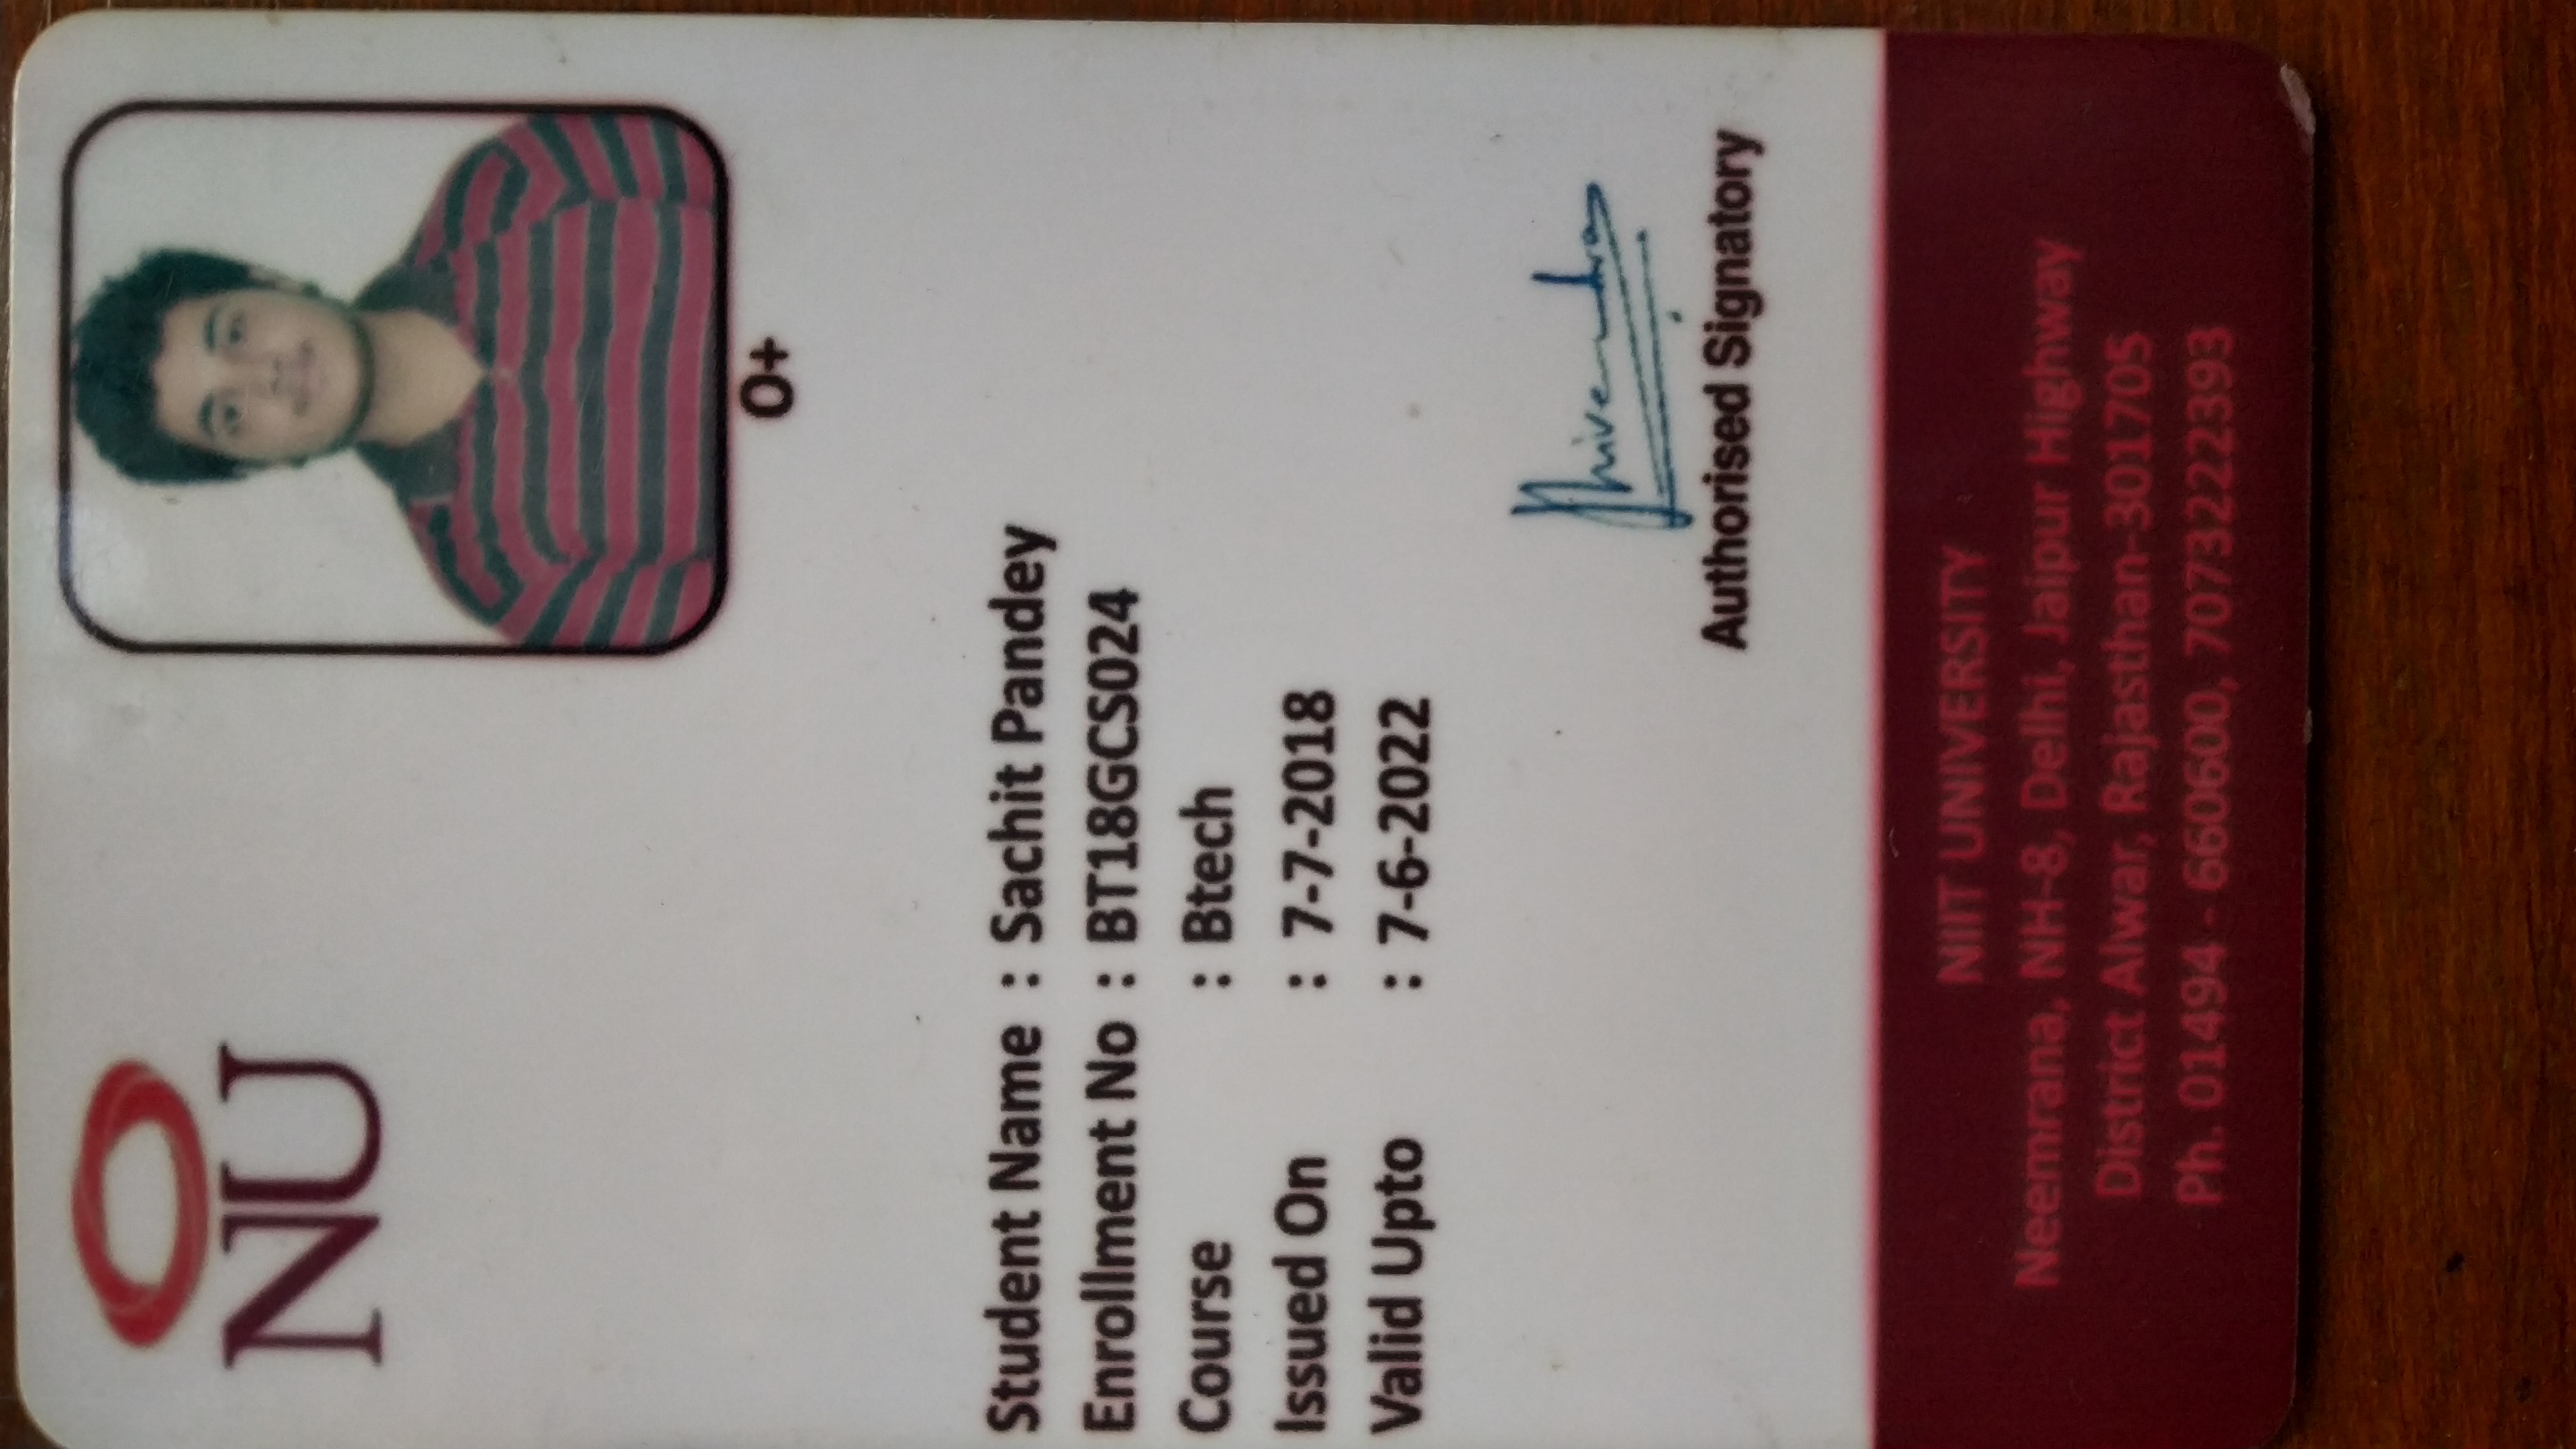 NU
O+
Student Name : Sachit Pandey
Enrollment No : BT18GCS024
Course : Btech
Issued On : 7-7-2018
Valid Upto : 7-6-2022
Shivendra
Authorised Signatory
NIIT UNIVERSITY
Neemrana, NH-8, Delhi, Jaipur Highway
District Alwar, Rajasthan-301705
Ph. 01494 - 660600, 7073222393